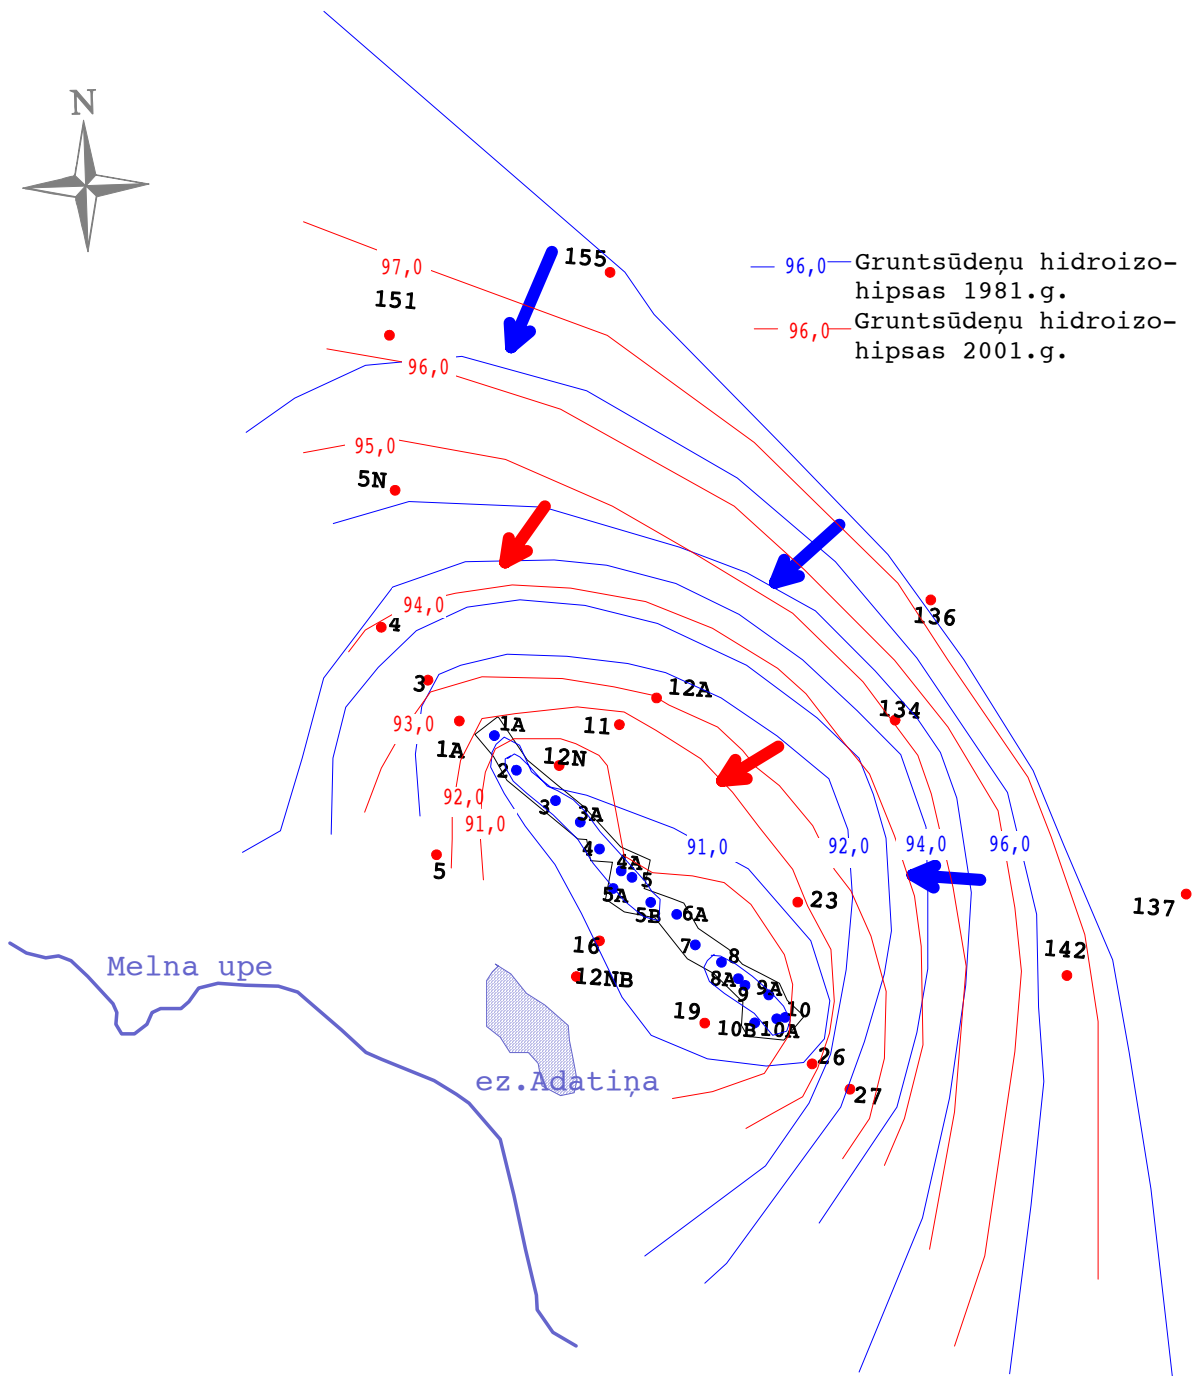 N
155
96,0 Gruntsūdeņu hidroizo-
hipsas 1981.g.
96,0 Gruntsūdeņu hidroizo-
hipsas 2001.g.
97,0
151
96,0
95,0
5N
94,0
4
136
3
12A
134
93,0
1A
1A
11
12N
2
92,0
3
3A
91,0
4
91,0
92,0
94,0
96,0
4A
5
5
5A
5B
6A
23
137
16
7
8
142
Melna upe
12NB
8A
9
9A
19
10B
10A
10
26
ez.Adatiņa
27